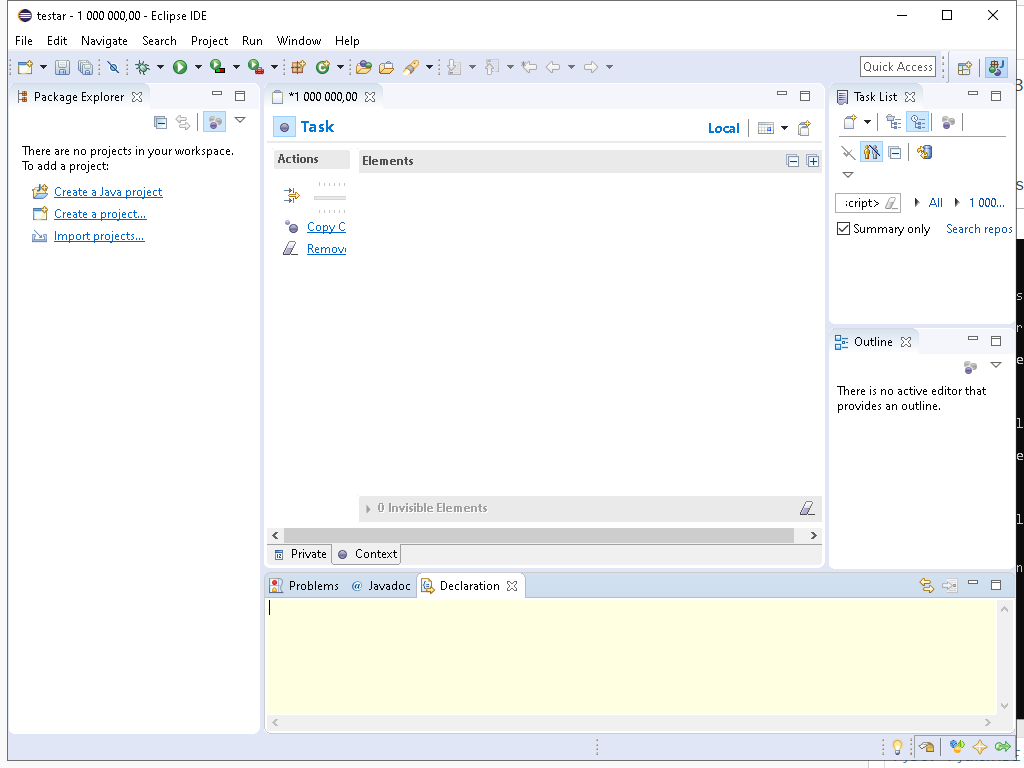 testar - 1 000 000,00 - Eclipse IDE
File Edit Navigate Search Project Run Window Help
Quick Access
Package Explorer
*1 000 000,00
Task List
There are no projects in your workspace.
To add a project:
Create a Java project
Create a project...
Import projects...
Task
Local
Actions
Elements
Copy C
Remov
0 Invisible Elements
Private Context
:cript> All 1 000...
Summary only Search repos
Outline
There is no active editor that
provides an outline.
Problems @ Javadoc Declaration